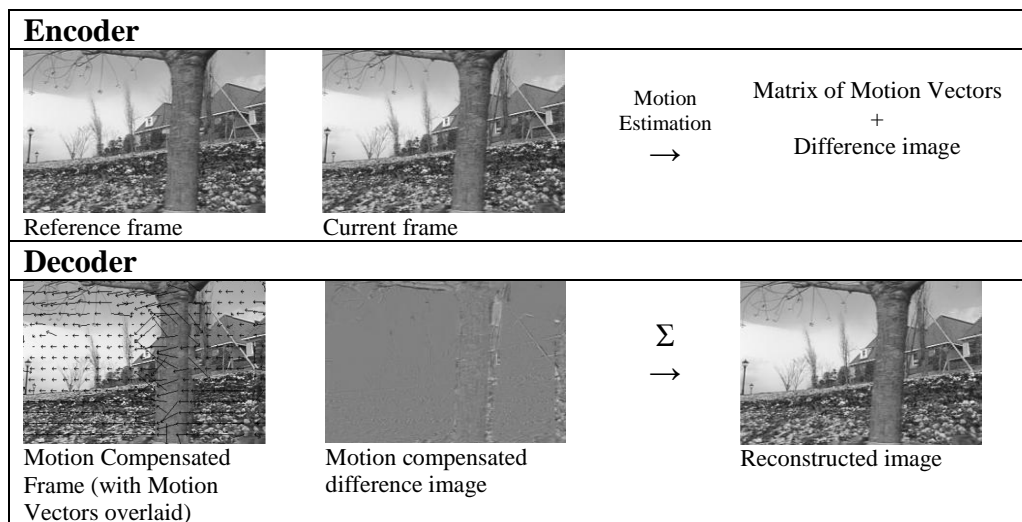 Encoder
Reference frame
Current frame
Motion
Estimation
→
Matrix of Motion Vectors
+
Difference image
Decoder
Motion Compensated
Frame (with Motion
Vectors overlaid)
Motion compensated
difference image
Σ
→
Reconstructed image